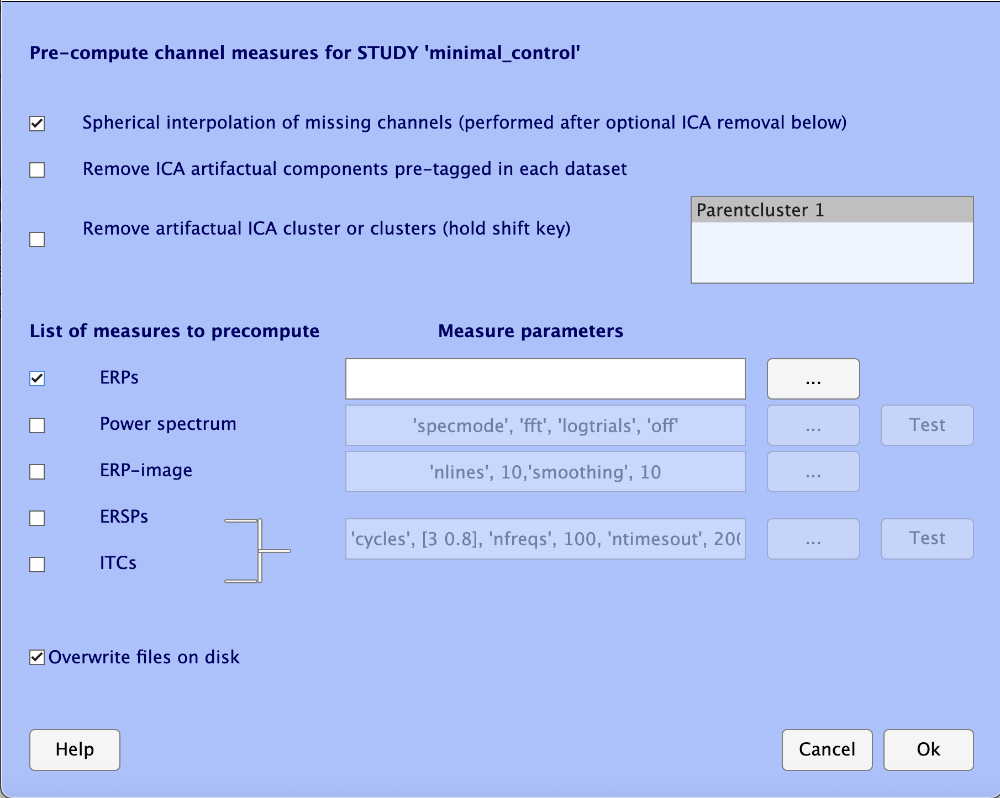 Pre-compute channel measures for STUDY 'minimal_control'
Spherical interpolation of missing channels (performed after optional ICA removal below)
Remove ICA artifactual components pre-tagged in each dataset
Remove artifactual ICA cluster or clusters (hold shift key)
Parentcluster 1
List of measures to precompute
Measure parameters
ERPs
...
Power spectrum
'specmode', 'fft', 'logtrials', 'off'
...
Test
ERP-image
'nlines', 10,'smoothing', 10
...
ERSPs
'cycles', [3 0.8], 'nfreqs', 100, 'ntimesout', 200
...
Test
ITCs
Overwrite files on disk
Help
Cancel
Ok